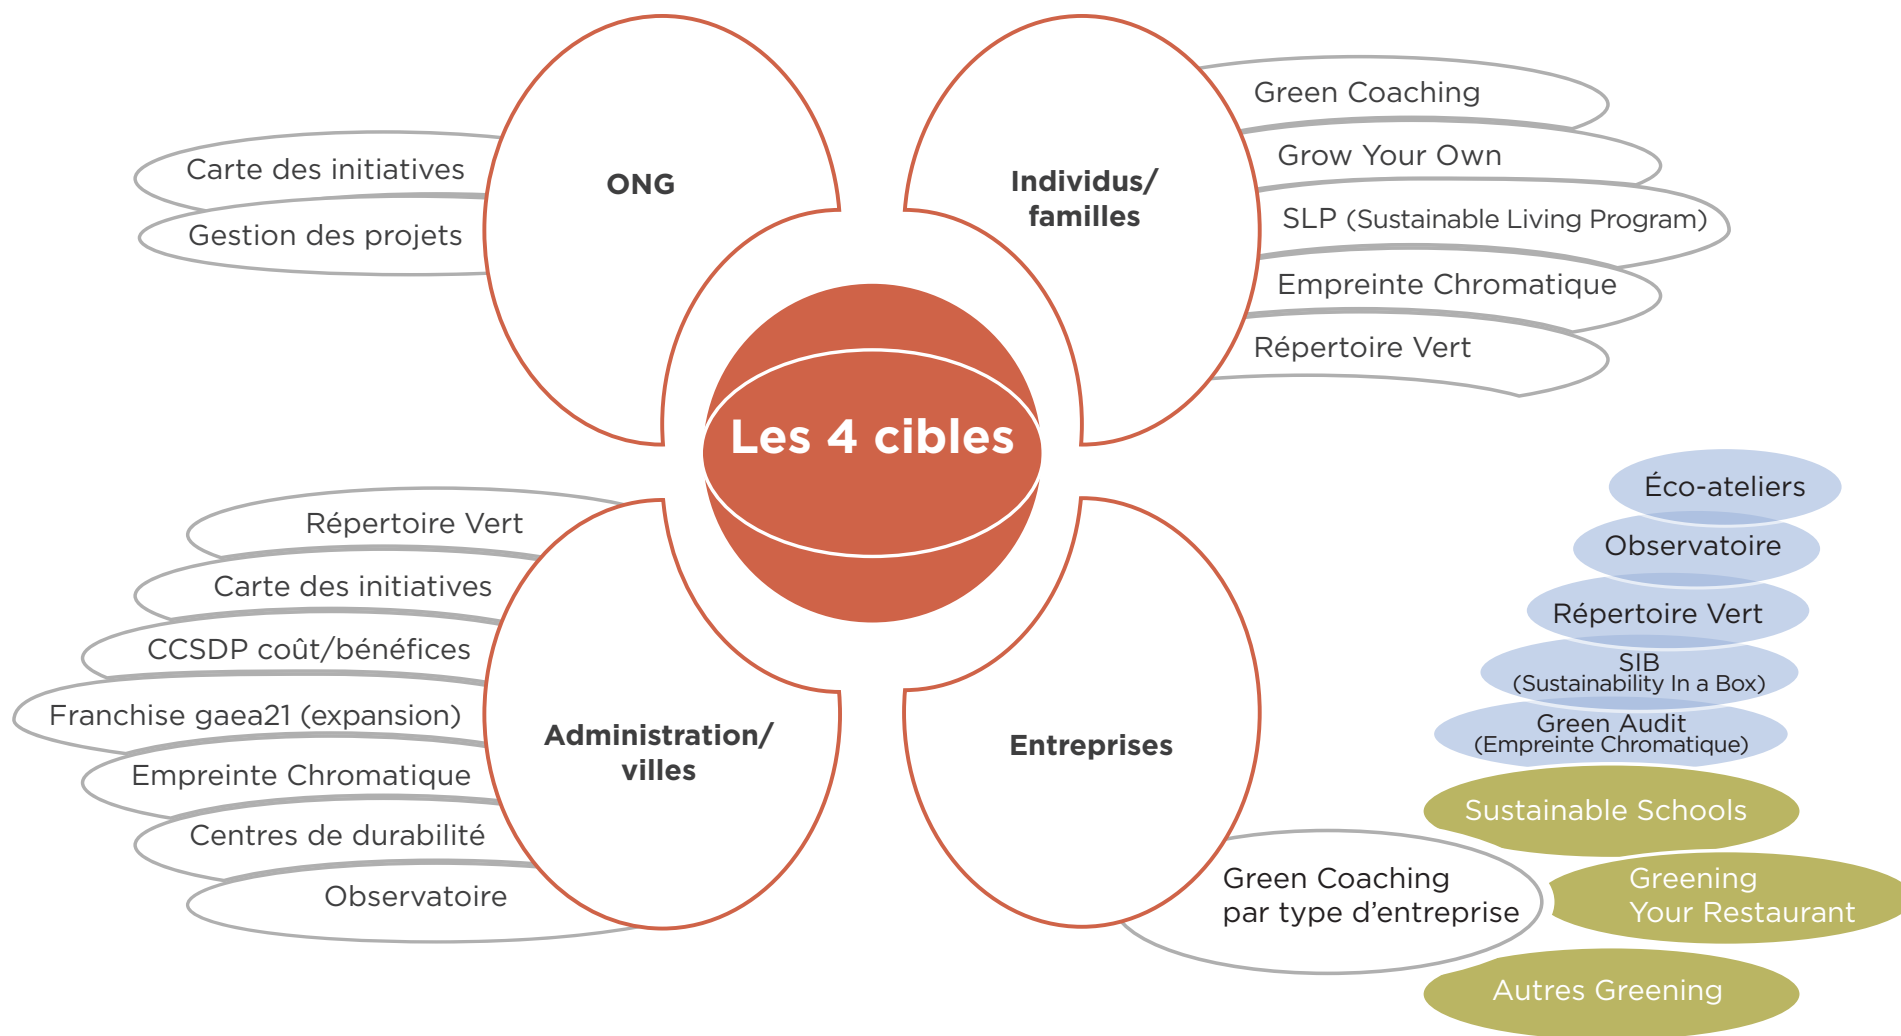 Les 4 cibles
ONG
Carte des initiatives
Gestion des projets
Individus/
familles
Green Coaching
Grow Your Own
SLP (Sustainable Living Program)
Empreinte Chromatique
Répertoire Vert
Administration/
villes
Répertoire Vert
Carte des initiatives
CCSDP coût/bénéfices
Franchise gaea21 (expansion)
Empreinte Chromatique
Centres de durabilité
Observatoire
Entreprises
Éco-ateliers
Observatoire
Répertoire Vert
SIB
(Sustainability In a Box)
Green Audit
(Empreinte Chromatique)
Green Coaching
par type d’entreprise
Sustainable Schools
Greening
Your Restaurant
Autres Greening